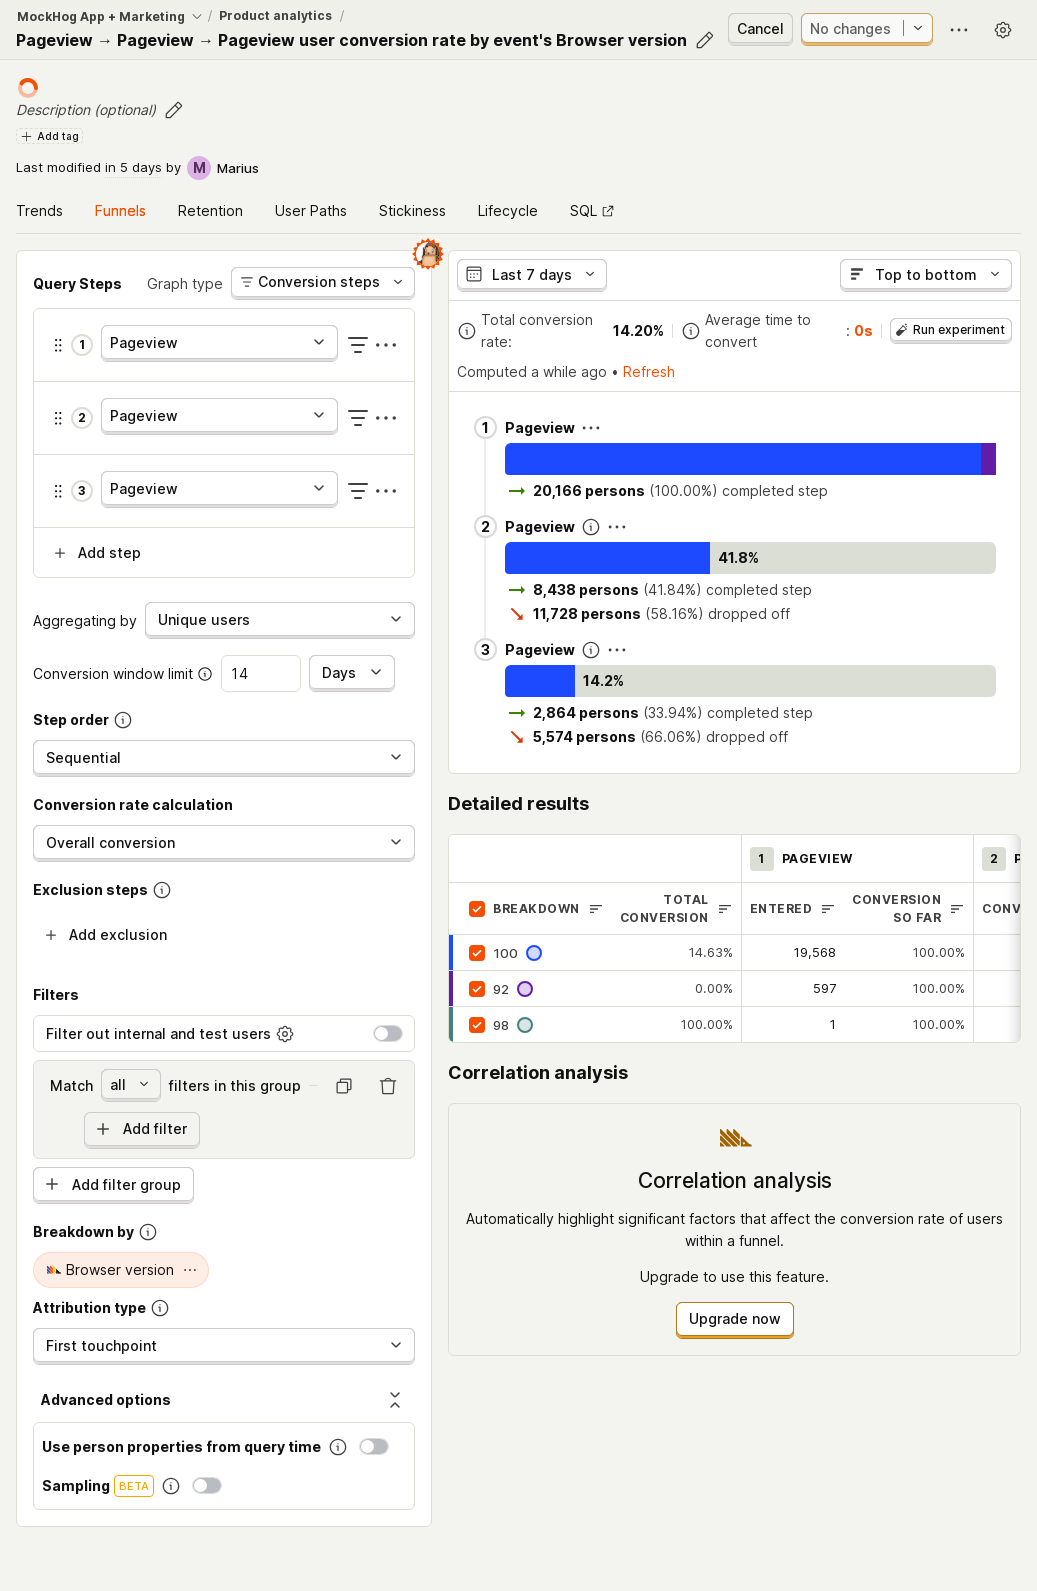 MockHog App + Marketing / Product analytics /
Pageview → Pageview → Pageview user conversion rate by event's Browser version
Cancel
No changes
Description (optional)
Add tag
Last modified in 5 days by M Marius
Trends Funnels Retention User Paths Stickiness Lifecycle SQL
Query Steps Graph type Conversion steps
1 Pageview
2 Pageview
3 Pageview
Add step
Aggregating by Unique users
Conversion window limit 14 Days
Step order
Sequential
Conversion rate calculation
Overall conversion
Exclusion steps
Add exclusion
Filters
Filter out internal and test users
Match all filters in this group
Add filter
Add filter group
Breakdown by
Browser version
Attribution type
First touchpoint
Advanced options
Use person properties from query time
Sampling BETA
Last 7 days Top to bottom
Total conversion rate: 14.20% Average time to convert : 0s Run experiment
Computed a while ago • Refresh
1 Pageview
20,166 persons (100.00%) completed step
2 Pageview
41.8%
8,438 persons (41.84%) completed step
11,728 persons (58.16%) dropped off
3 Pageview
14.2%
2,864 persons (33.94%) completed step
5,574 persons (66.06%) dropped off
Detailed results
1 PAGEVIEW 2 P
BREAKDOWN TOTAL CONVERSION ENTERED CONVERSION SO FAR CONV
100 14.63% 19,568 100.00%
92 0.00% 597 100.00%
98 100.00% 1 100.00%
Correlation analysis
Correlation analysis
Automatically highlight significant factors that affect the conversion rate of users
within a funnel.
Upgrade to use this feature.
Upgrade now